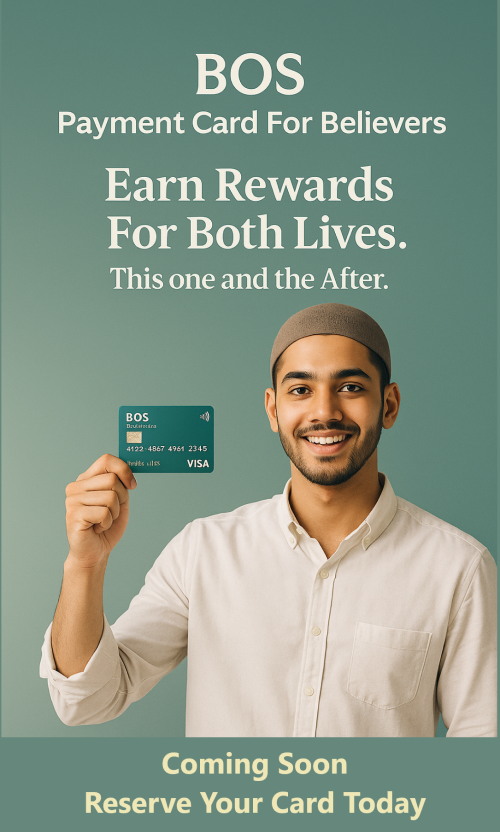 BOS
Payment Card For Believers
Earn Rewards
For Both Lives.
This one and the After.
BOS
4122 4867 4961 2345
VISA
Coming Soon
Reserve Your Card Today